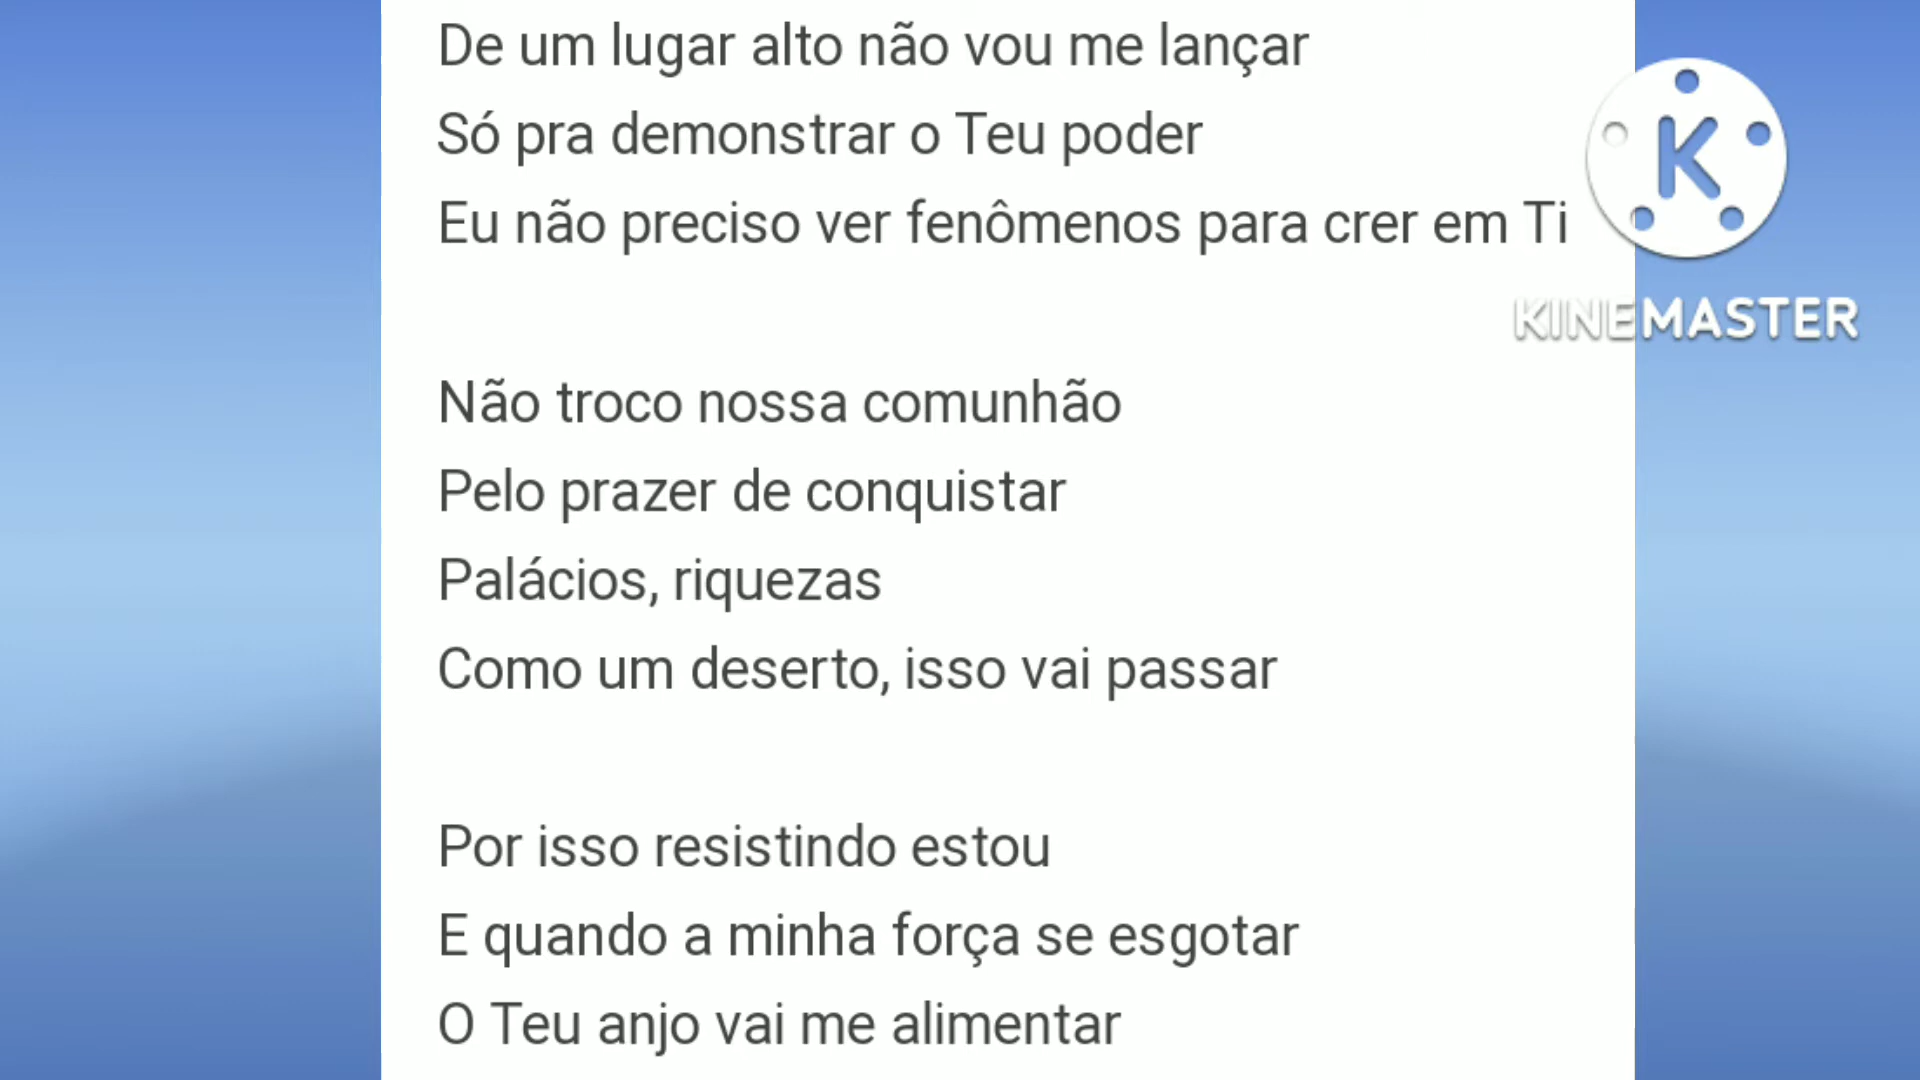 De um lugar alto não vou me lançar
Só pra demonstrar o Teu poder
Eu não preciso ver fenômenos para crer em Ti
K
KINEMASTER
Não troco nossa comunhão
Pelo prazer de conquistar
Palácios, riquezas
Como um deserto, isso vai passar
Por isso resistindo estou
E quando a minha força se esgotar
O Teu anjo vai me alimentar